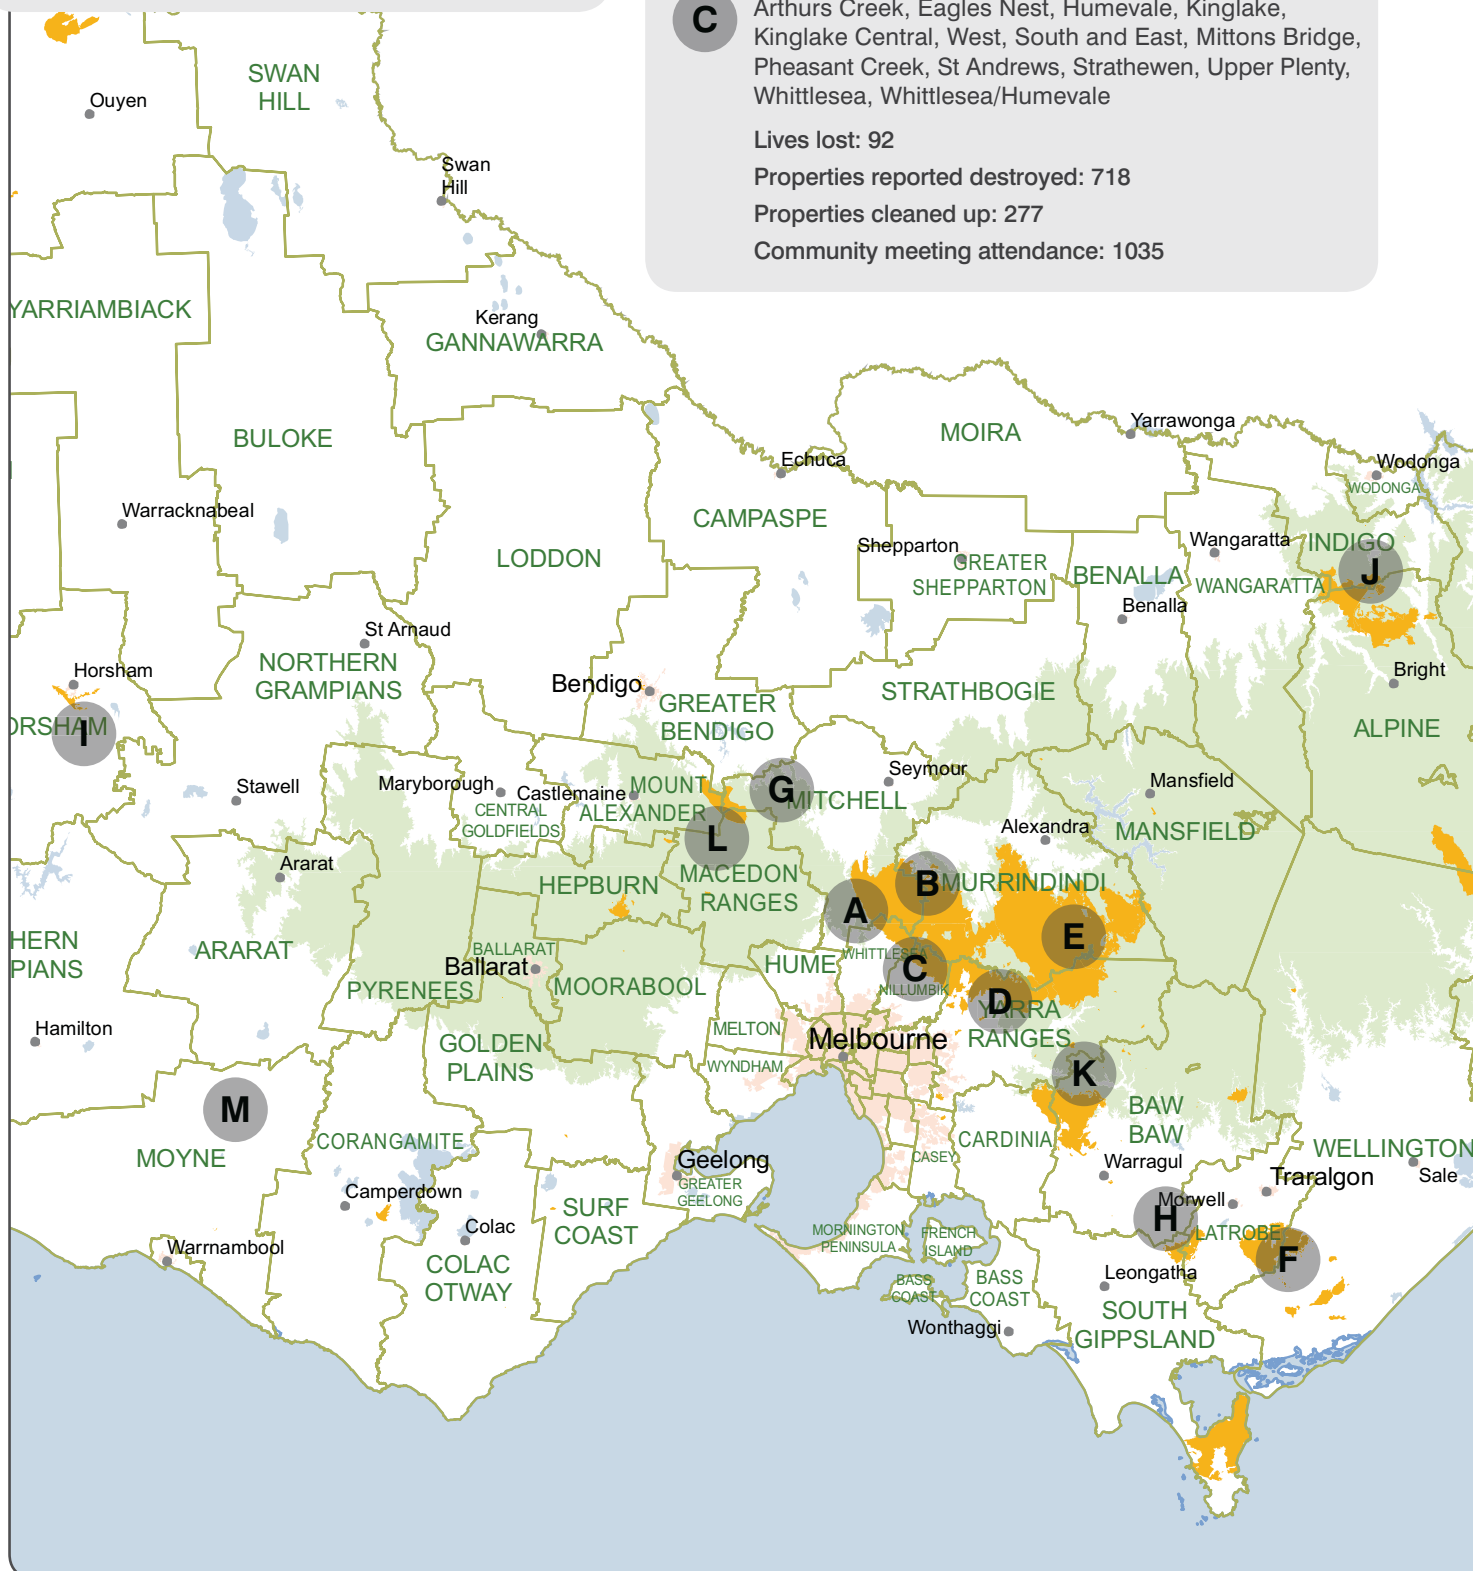 C
Arthurs Creek, Eagles Nest, Humevale, Kinglake,
Kinglake Central, West, South and East, Mittons Bridge,
Pheasant Creek, St Andrews, Strathewen, Upper Plenty,
Whittlesea, Whittlesea/Humevale
Lives lost: 92
Properties reported destroyed: 718
Properties cleaned up: 277
Community meeting attendance: 1035
SWAN
HILL
Ouyen
Swan
Hill
YARRIAMBIACK
Kerang
GANNAWARRA
BULOKE
MOIRA
Yarrawonga
Echuca
Wodonga
WODONGA
Warracknabeal
CAMPASPE
LODDON
Shepparton
GREATER
SHEPPARTON
Wangaratta
INDIGO
J
BENALLA
WANGARATTA
Benalla
St Arnaud
NORTHERN
GRAMPIANS
Horsham
ORSHAM
I
Bendigo
GREATER
BENDIGO
STRATHBOGIE
Bright
ALPINE
Stawell
Maryborough
CENTRAL
GOLDFIELDS
Castlemaine
MOUNT
ALEXANDER
G
MITCHELL
Seymour
Mansfield
MANSFIELD
Alexandra
L
Ararat
HEPBURN
MACEDON
RANGES
B
MURRINDINDI
A
E
HERN
PIANS
ARARAT
BALLARAT
Ballarat
PYRENEES
MOORABOOL
HUME
WHITTLESEA
C
NILLUMBIK
D
YARRA
RANGES
Hamilton
GOLDEN
PLAINS
MELTON
Melbourne
WYNDHAM
K
M
MOYNE
CORANGAMITE
BAW
BAW
CARDINIA
CASEY
WELLINGTON
Warragul
Sale
Geelong
GREATER
GEELONG
Traralgon
Morwell
Camperdown
SURF
COAST
Colac
COLAC
OTWAY
Warrnambool
H
LATROBE
F
MORNINGTON
PENINSULA
FRENCH
ISLAND
BASS
COAST
BASS
COAST
Leongatha
SOUTH
GIPPSLAND
Wonthaggi